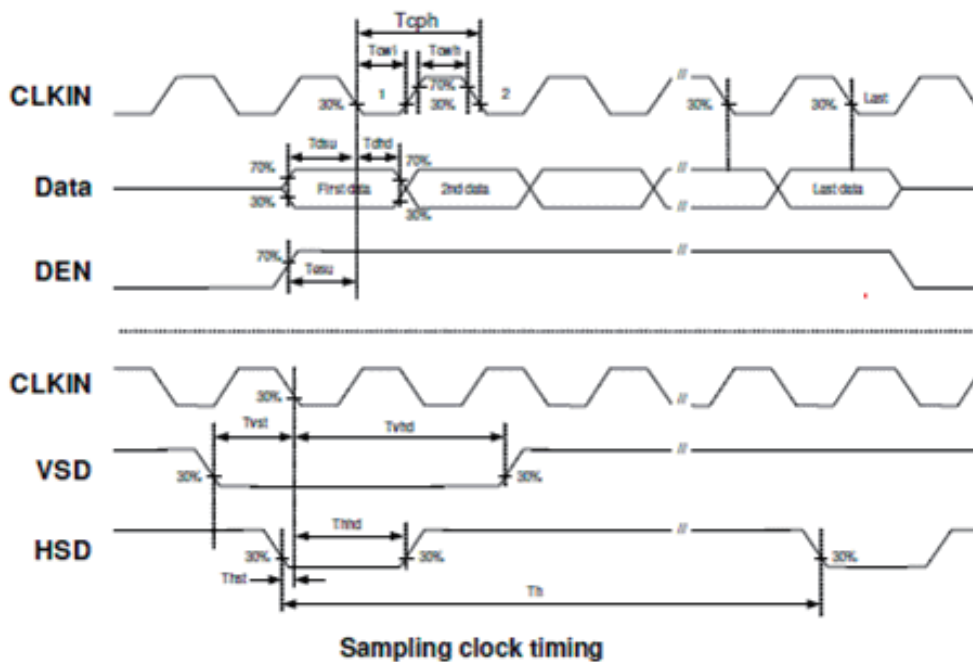 Tcph
Tcwl Tcwh
CLKIN
70%
30% 1 30% 2 30% 30% Last
Tdsu Tdhd
70% 70%
Data First data 2nd data Last data
30% 30%
DEN 70%
Tesu
CLKIN
30%
Tvst Tvhd
VSD
30% 30%
Thhd
HSD
30% 30% 30%
Thst
Th
Sampling clock timing